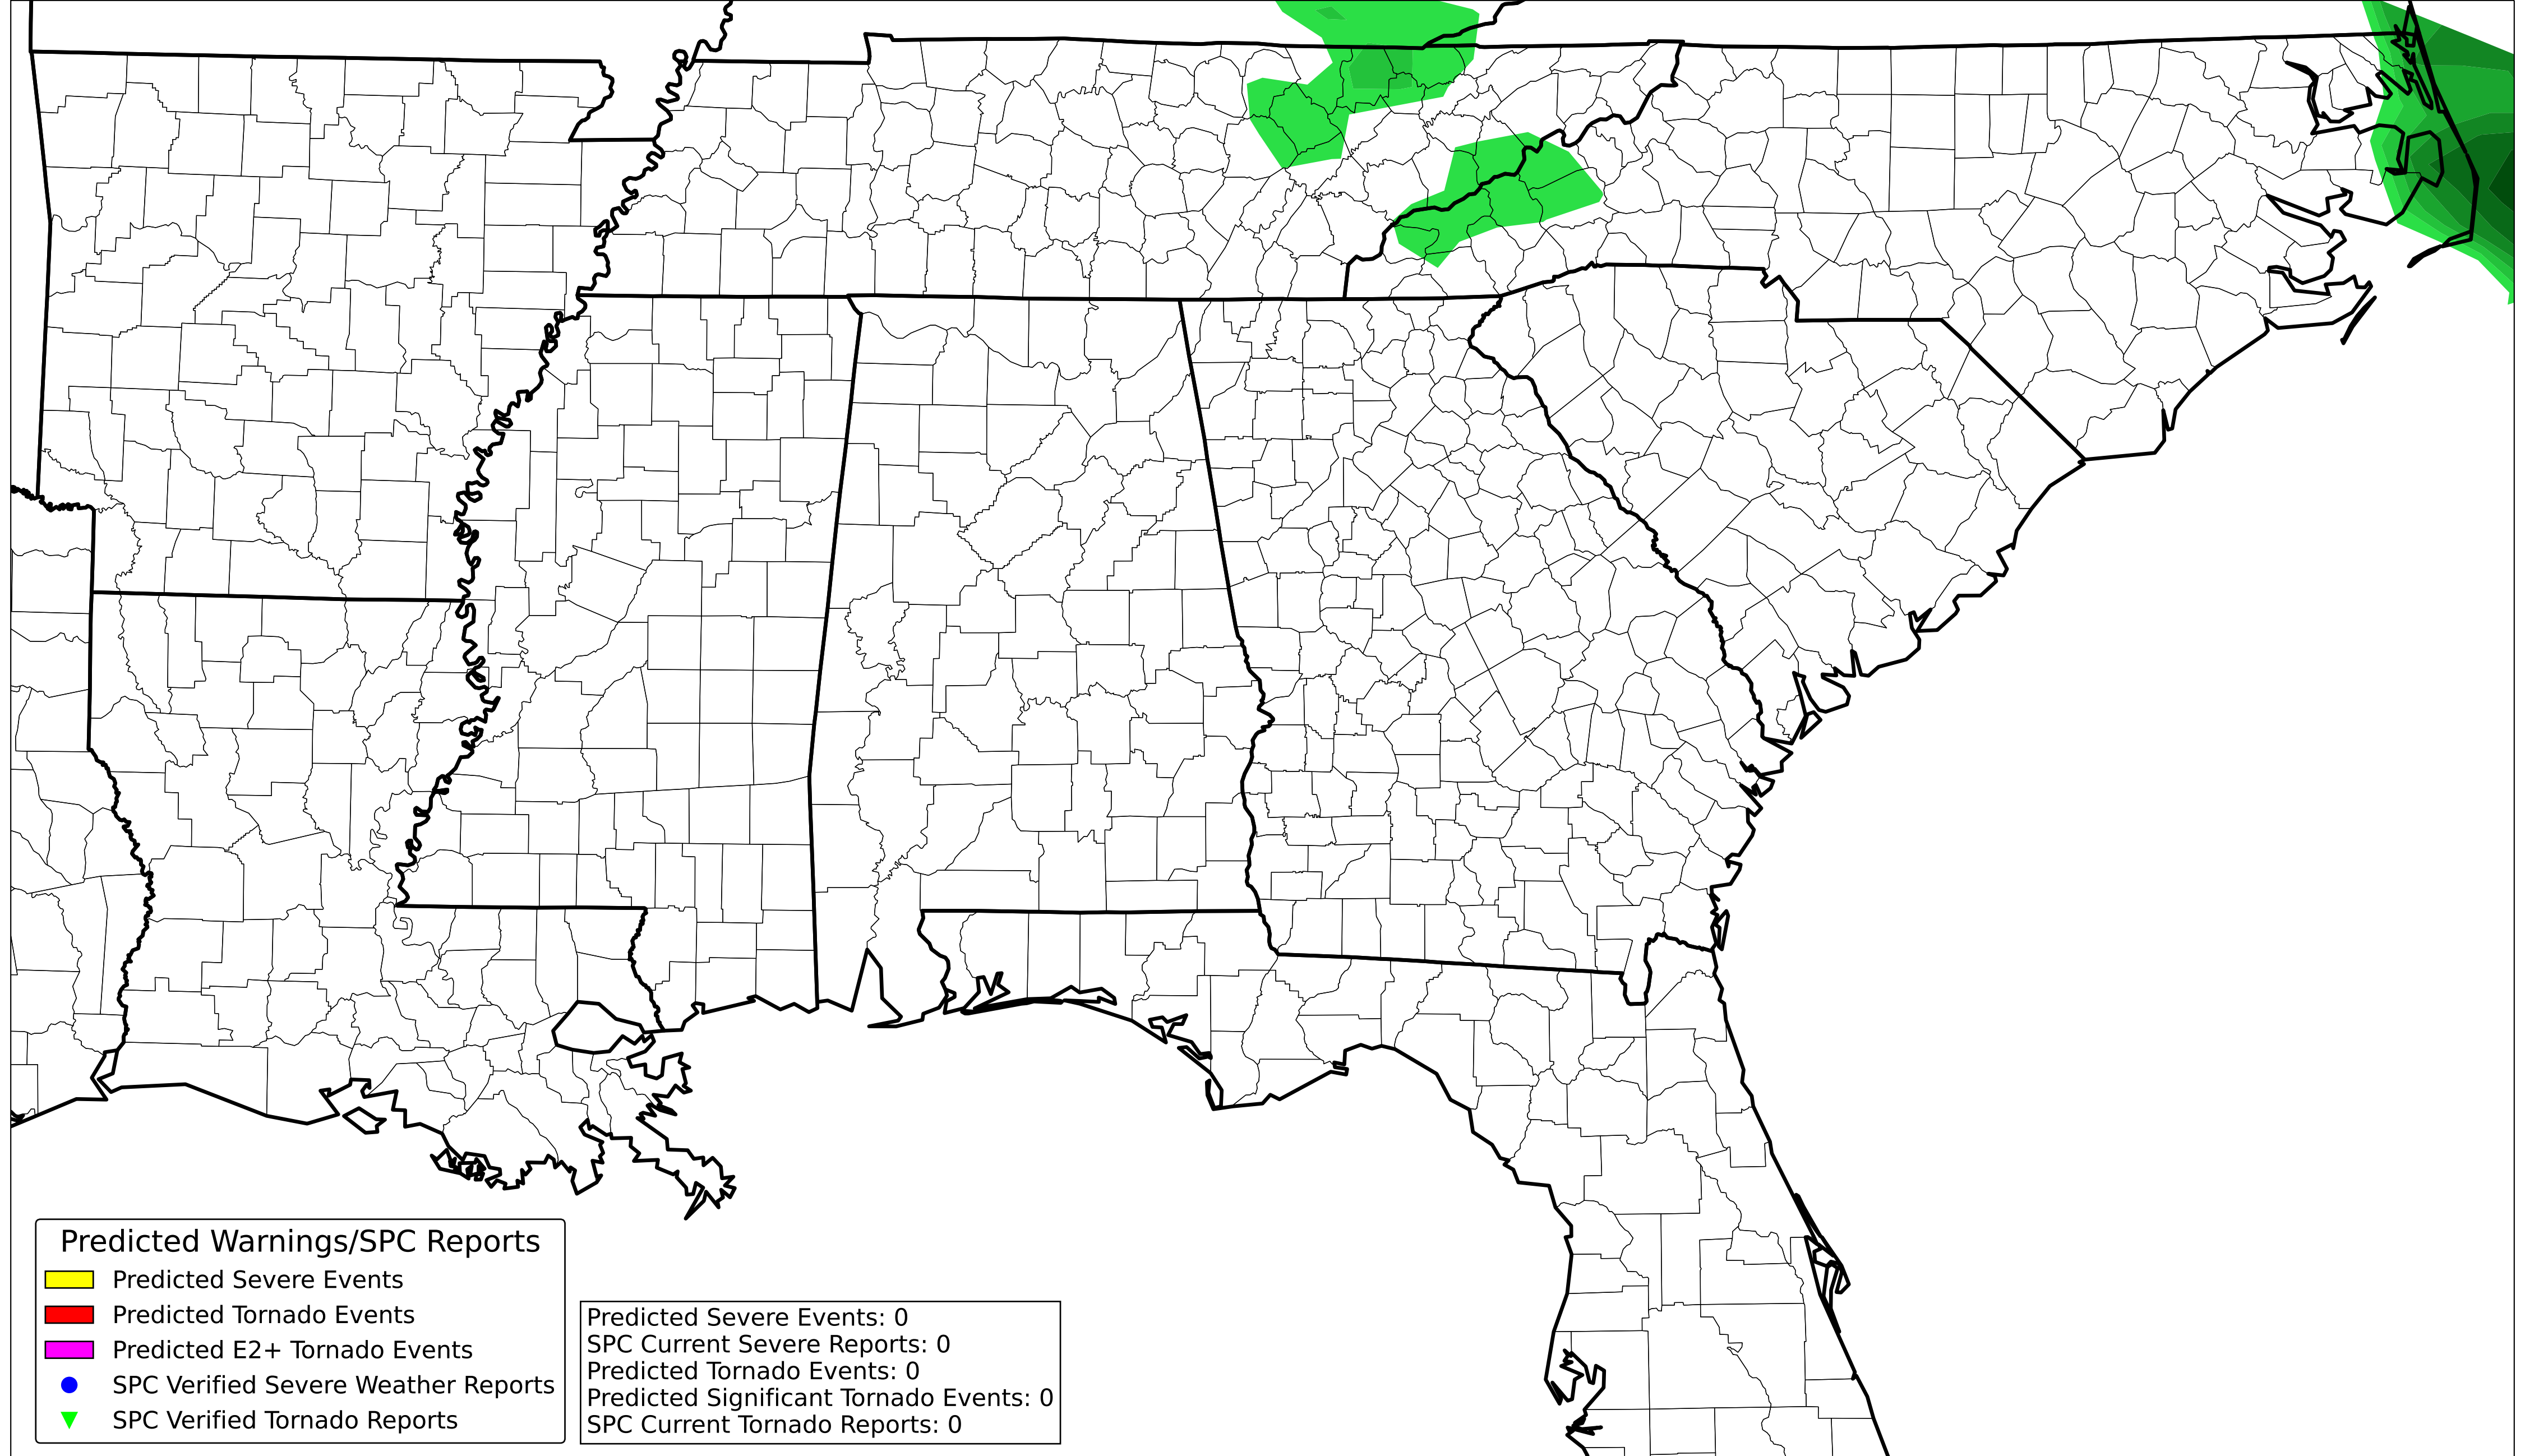 Predicted Warnings/SPC Reports
Predicted Severe Events
Predicted Tornado Events
Predicted E2+ Tornado Events
SPC Verified Severe Weather Reports
SPC Verified Tornado Reports
Predicted Severe Events: 0
SPC Current Severe Reports: 0
Predicted Tornado Events: 0
Predicted Significant Tornado Events: 0
SPC Current Tornado Reports: 0